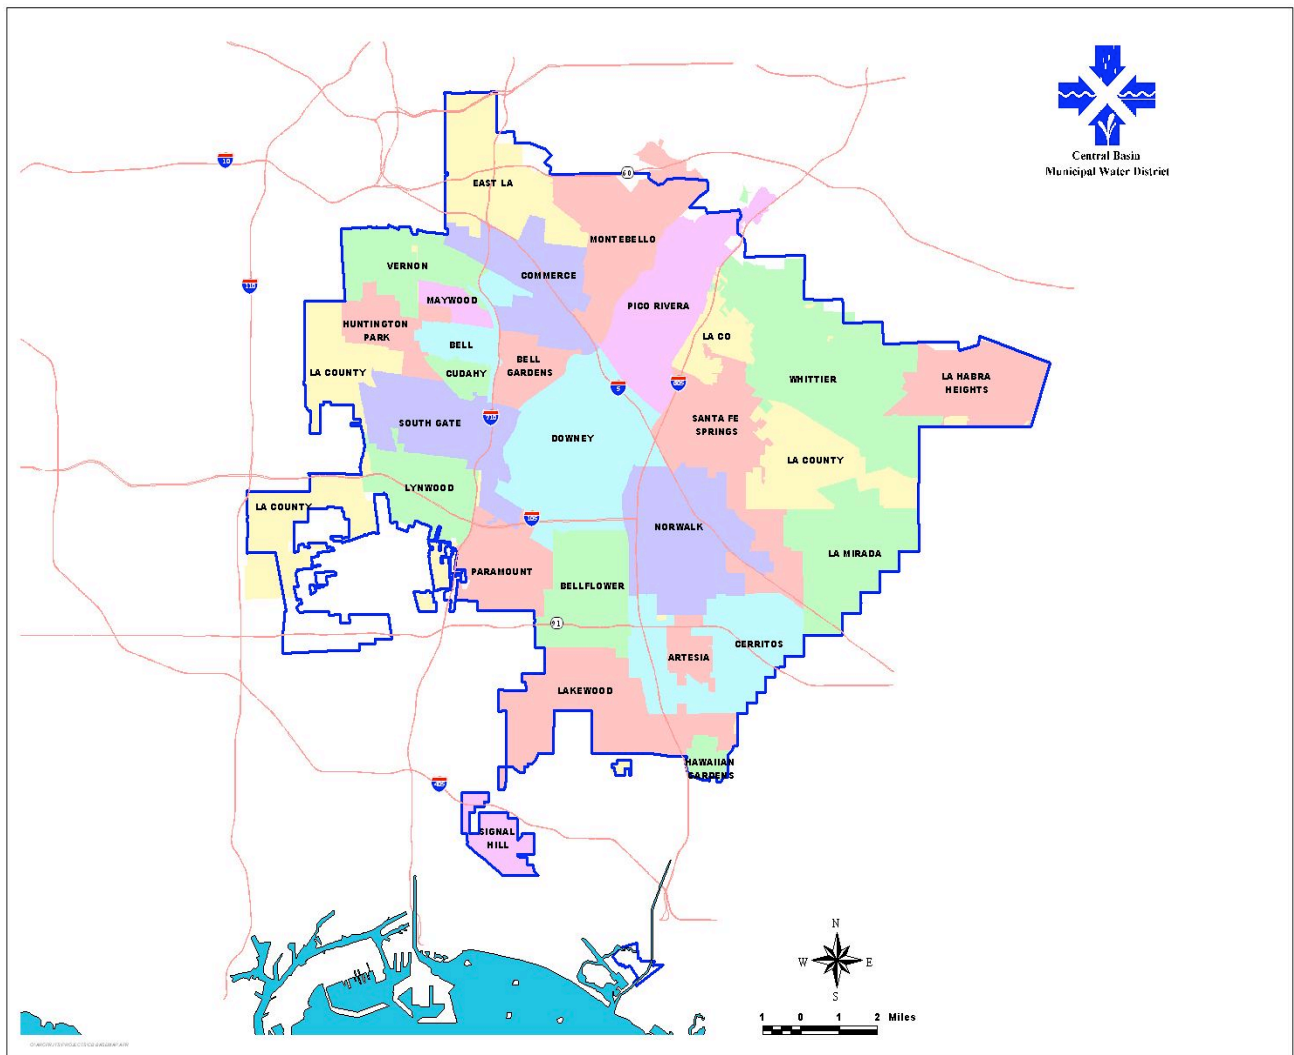 Central Basin
Municipal Water District
10
60
EAST LA
MONTEBELLO
VERNON
COMMERCE
110
MAYWOOD
PICO RIVERA
HUNTINGTON
PARK
LA CO
BELL
BELL
GARDENS
CUDAHY
LA COUNTY
WHITTIER
LA HABRA
HEIGHTS
5
605
710
SOUTH GATE
SANTA FE
SPRINGS
DOWNEY
LA COUNTY
LYNWOOD
LA COUNTY
105
NORWALK
LA MIRADA
PARAMOUNT
BELLFLOWER
91
CERRITOS
ARTESIA
LAKEWOOD
HAWAIIAN
GARDENS
405
SIGNAL
HILL
N
W E
S
1 0 1 2 Miles